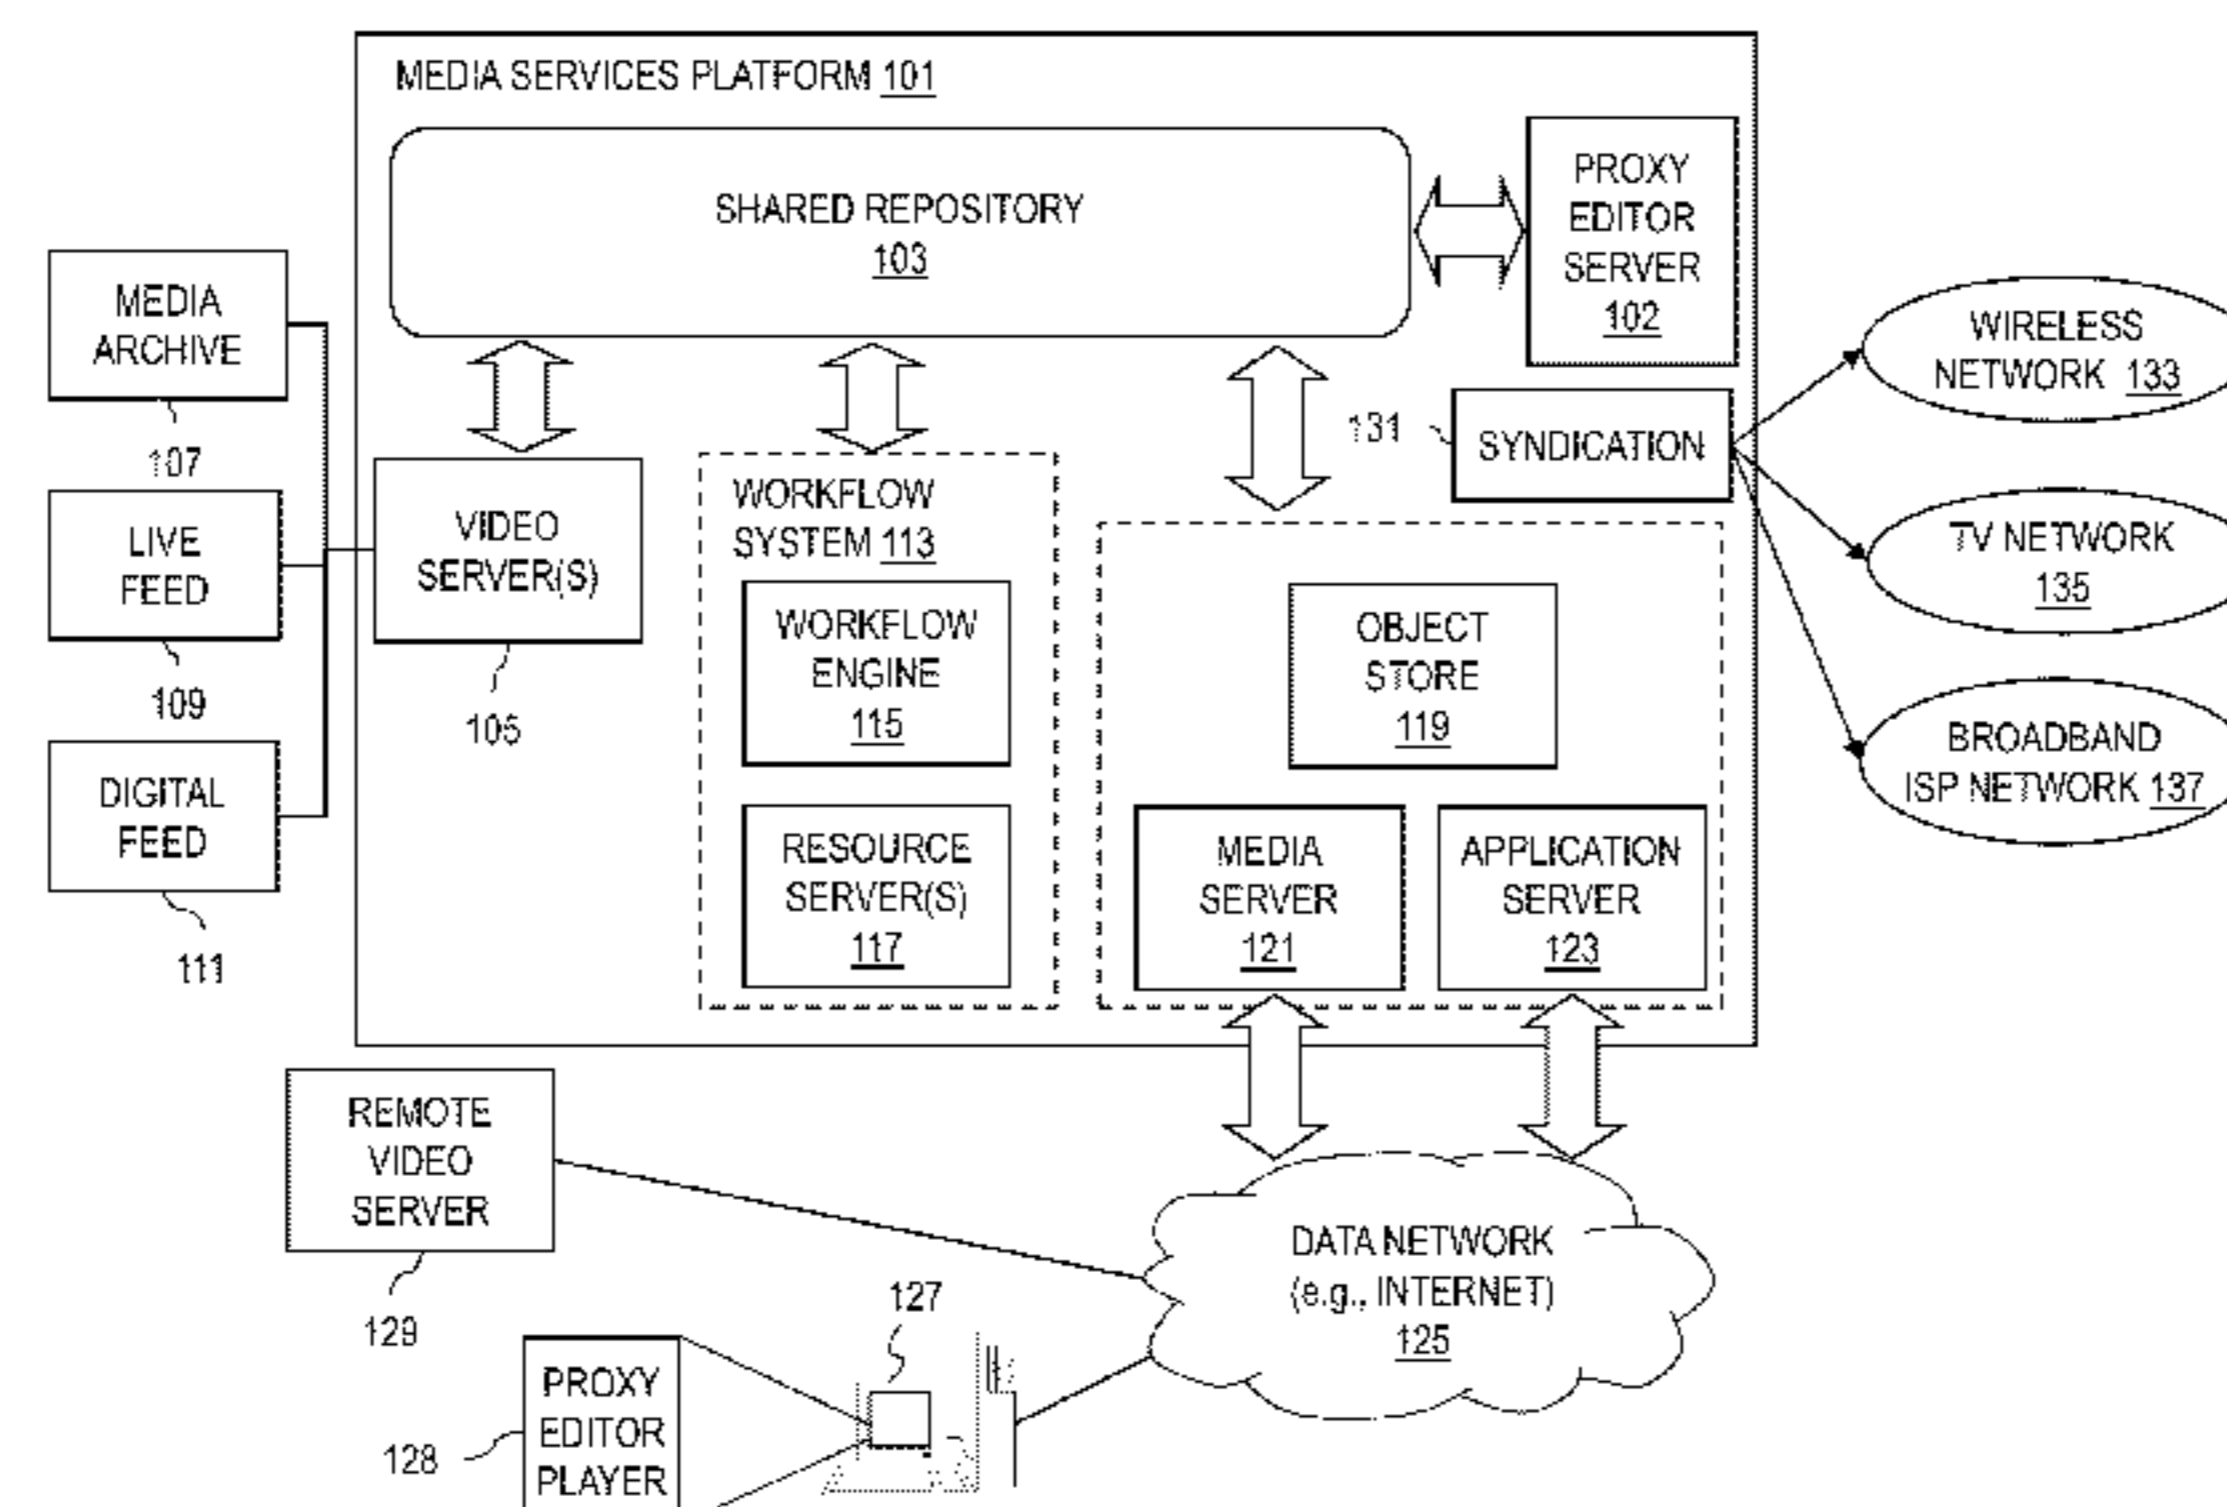 MEDIA SERVICES PLATFORM 101
SHARED REPOSITORY
103
PROXY
EDITOR
SERVER
102
MEDIA
ARCHIVE
107
LIVE
FEED
109
DIGITAL
FEED
111
VIDEO
SERVER(S)
105
WORKFLOW
SYSTEM 113
WORKFLOW
ENGINE
115
RESOURCE
SERVER(S)
117
131
SYNDICATION
OBJECT
STORE
119
MEDIA
SERVER
121
APPLICATION
SERVER
123
WIRELESS
NETWORK 133
TV NETWORK
135
BROADBAND
ISP NETWORK 137
REMOTE
VIDEO
SERVER
129
DATA NETWORK
(e.g., INTERNET)
125
127
PROXY
EDITOR
PLAYER
128